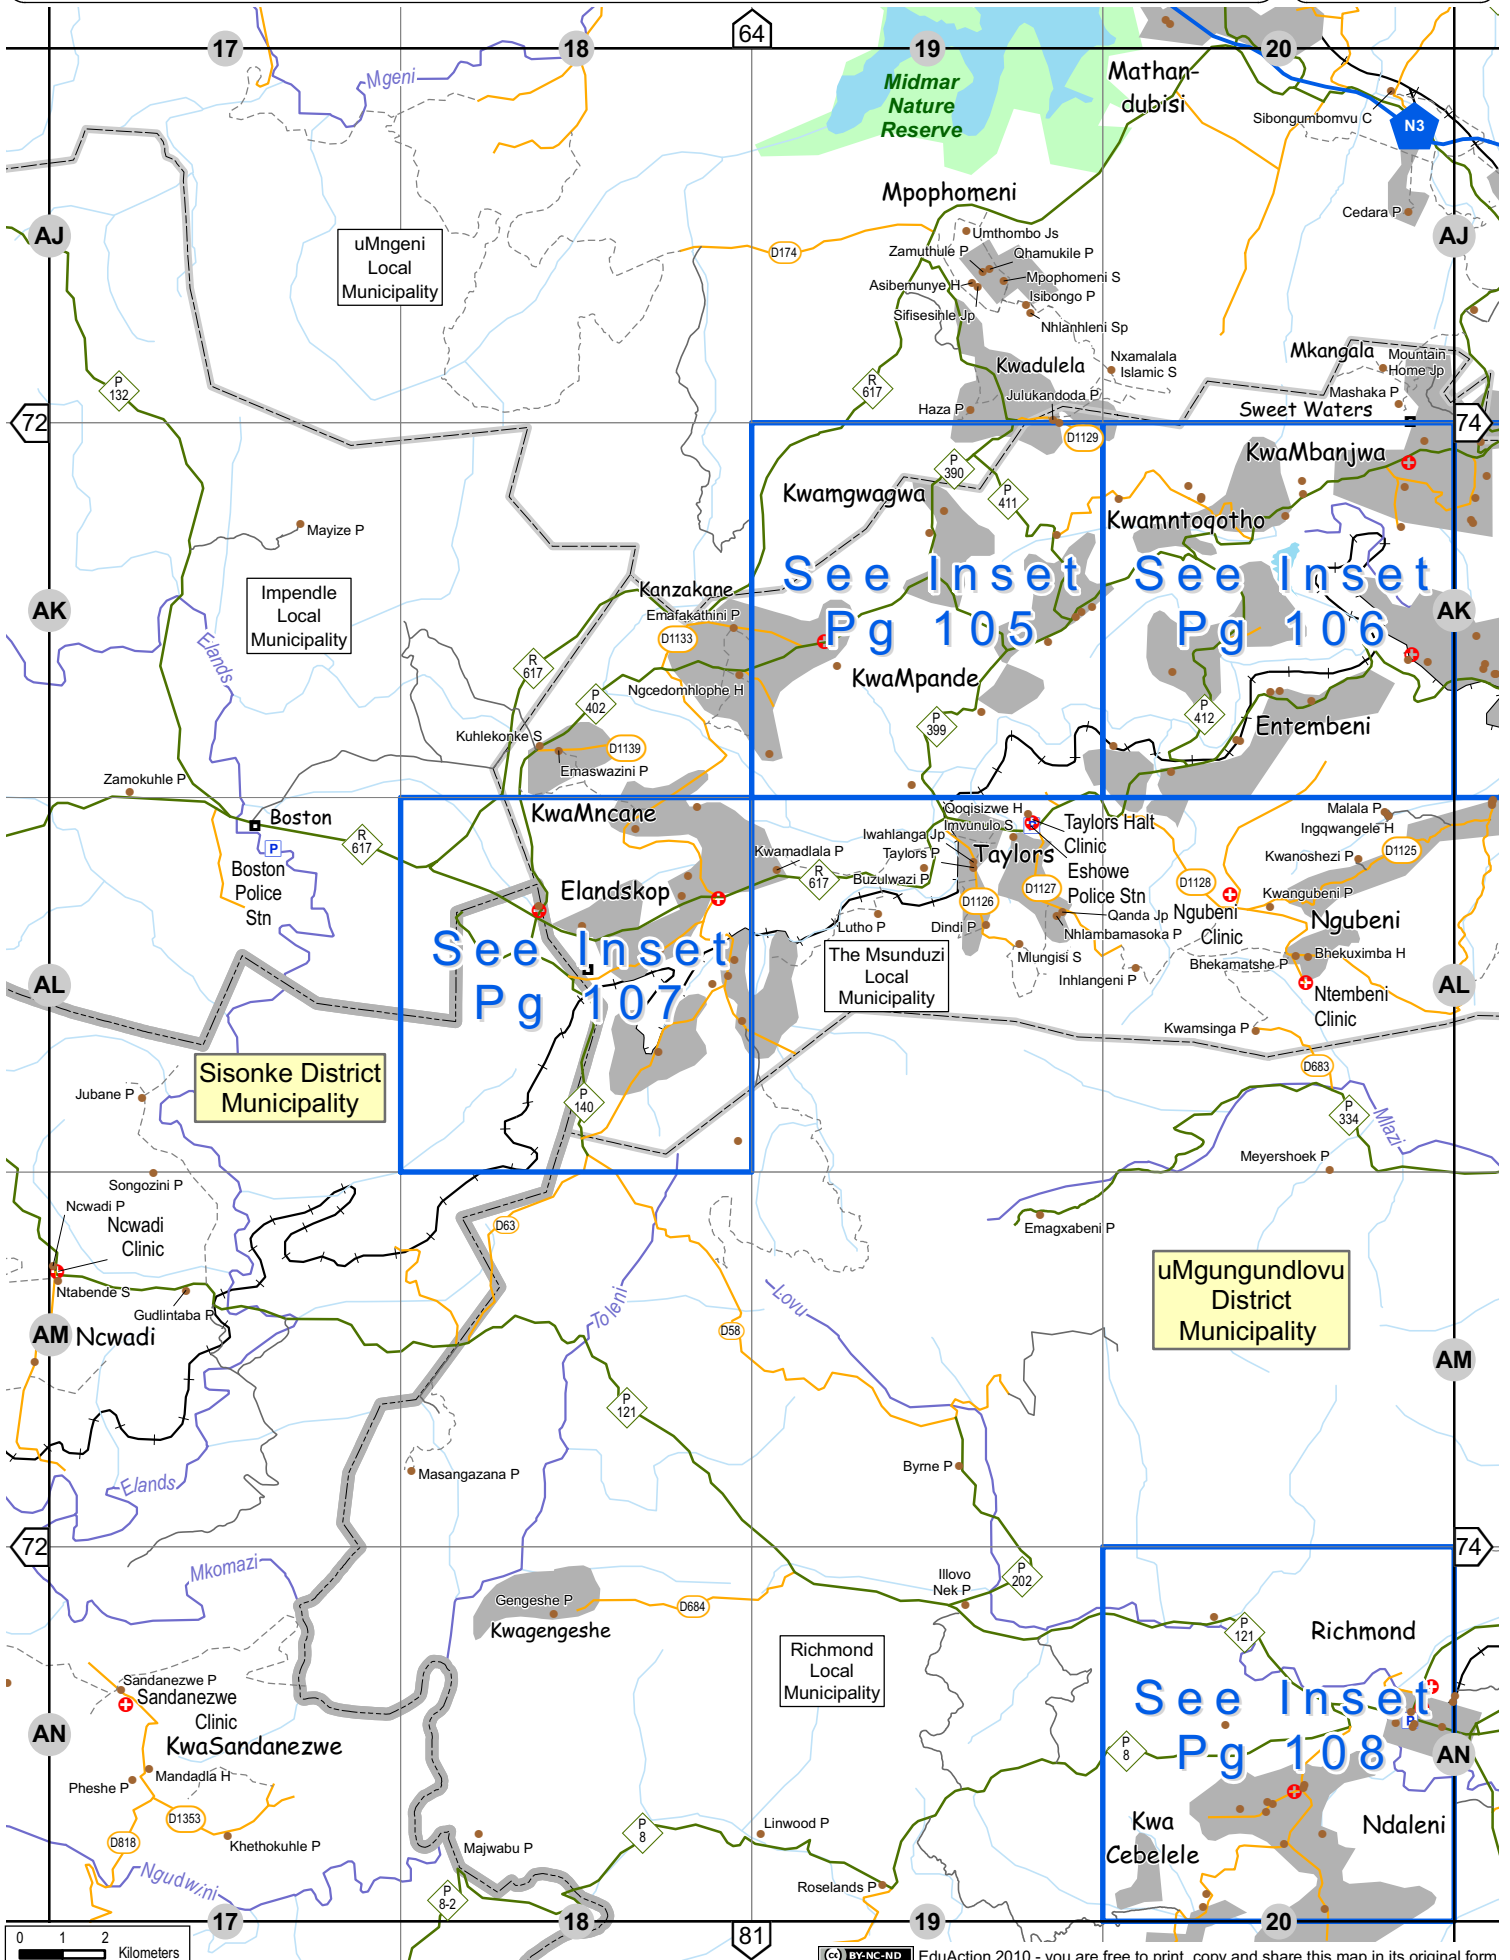 64
17
18
19
20
Mgeni
Midmar
Nature
Reserve
Mathan-
dubisi
Sibongumbomvu C
N3
Mpophomeni
Cedara P
AJ
AJ
uMngeni
Local
Municipality
Umthombo Js
Zamuthule P
Qhamukile P
D174
Asibemunye H
Mpophomeni S
Isibongo P
Sifisesihle Jp
Nhlanhleni Sp
P
132
Kwadulela
Nxamalala
Islamic S
Mkangala
Mountain
Home Jp
R
617
Julukandoda P
Mashaka P
Haza P
Sweet Waters
72
74
D1129
KwaMbanjwa
P
390
Kwamgwagwa
P
411
Kwamntoqotho
Mayize P
See Inset
Pg 105
See Inset
Pg 106
Impendle
Local
Municipality
Kanzakane
Emafakathini P
AK
AK
D1133
Elands
R
617
Ngcedomhlophe H
KwaMpande
P
402
P
399
P
412
Entembeni
Kuhlekonke S
D1139
Emaswazini P
Zamokuhle P
KwaMncane
Qoqisizwe H
Imvunulo S
Taylors Halt
Clinic
Malala P
Ingqwangele H
Boston
R
617
P
Boston
Police
Stn
Iwahlanga Jp
Taylors P
Taylors
Kwamadlala P
R
617
Buzulwazi P
Eshowe
Police Stn
Kwanoshezi P
D1125
Elandskop
D1127
D1128
Kwangubeni P
D1126
Qanda Jp
Ngubeni
Clinic
Ngubeni
Lutho P
Dindi P
Nhlambamasoka P
See Inset
Pg 107
The Msunduzi
Local
Municipality
Mlungisi S
Bhekamatshe P
Bhekuximba H
Inhlangeni P
AL
AL
Ntembeni
Clinic
Kwamsinga P
Sisonke District
Municipality
D683
Jubane P
P
140
P
334
Mlazi
Meyershoek P
Songozini P
Ncwadi P
Ncwadi
Clinic
D63
Emagxabeni P
Ntabende S
Gudlintaba P
Toleni
Lovu
uMgungundlovu
District
Municipality
AM
Ncwadi
D58
AM
P
121
Masangazana P
Byrne P
Elands
72
74
Mkomazi
Illovo
Nek P
P
202
Gengeshe P
D684
Kwagengeshe
P
121
Richmond
Richmond
Local
Municipality
Sandanezwe P
Sandanezwe
Clinic
See Inset
Pg 108
P
AN
AN
KwaSandanezwe
P
8
Mandadla H
Pheshe P
D1353
D818
Khethokuhle P
Majwabu P
P
8
Linwood P
Kwa
Cebelele
Ndaleni
Ngudwini
P
8-2
Roselands P
17
18
19
20
81
0 1 2
Kilometers
(cc) BY-NC-ND
EduAction 2010 - you are free to print, copy and share this map in its original form